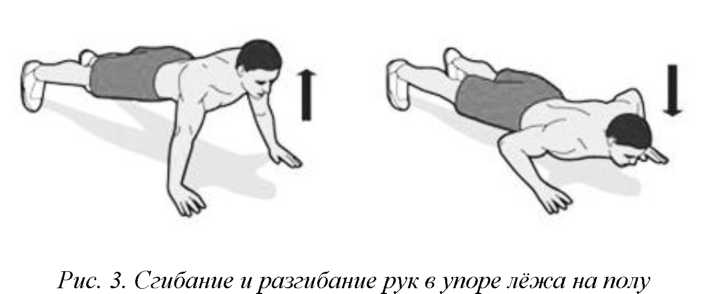 Рис. 3. Сгибание и разгибание рук в упоре лёжа на полу